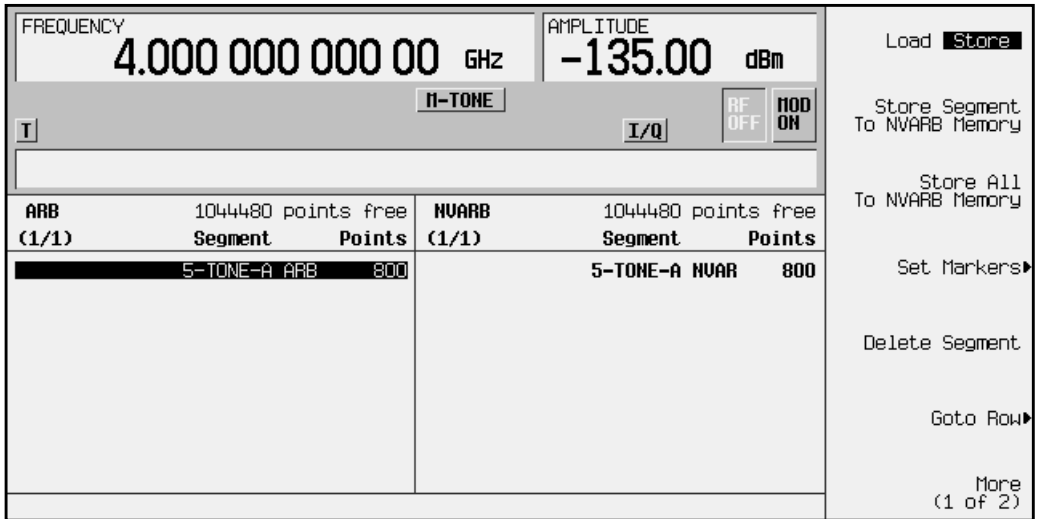 FREQUENCY
4.000 000 000 00 GHz
AMPLITUDE
-135.00 dBm
M-TONE
T
I/Q
RF
OFF
MOD
ON
ARB 1044480 points free
(1/1) Segment Points
5-TONE-A ARB 800
NVARB 1044480 points free
(1/1) Segment Points
5-TONE-A NVAR 800
Load Store
Store Segment
To NVARB Memory
Store All
To NVARB Memory
Set Markers
Delete Segment
Goto Row
More
(1 of 2)